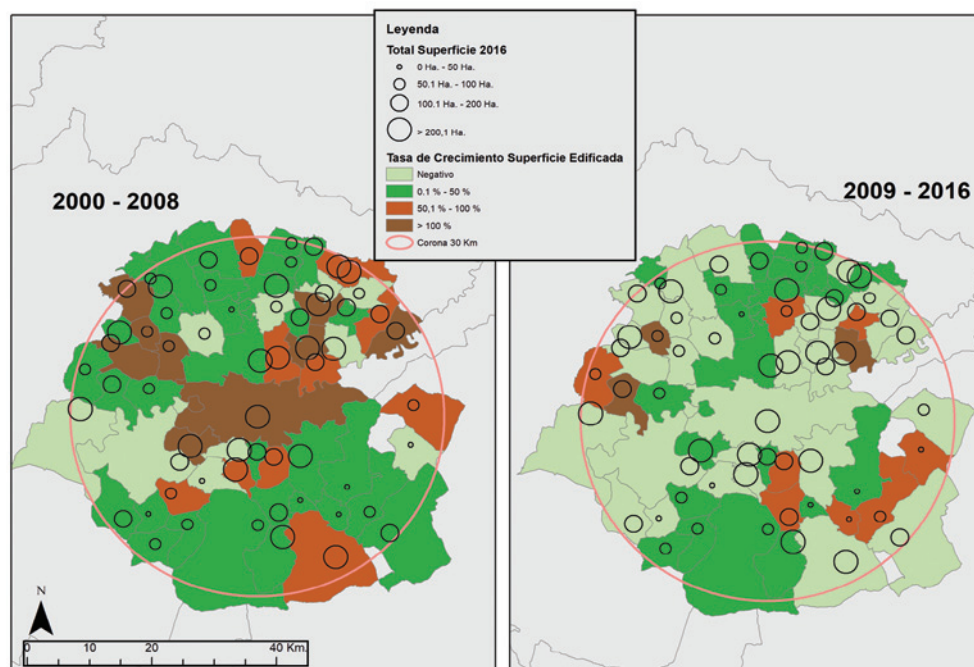 Leyenda
Total Superficie 2016
0 Ha. - 50 Ha.
50.1 Ha. - 100 Ha.
100.1 Ha. - 200 Ha.
> 200,1 Ha.
Tasa de Crecimiento Superficie Edificada
Negativo
0.1 % - 50 %
50,1 % - 100 %
> 100 %
Corona 30 Km
2000 - 2008
2009 - 2016
N
0 10 20 40 Km.